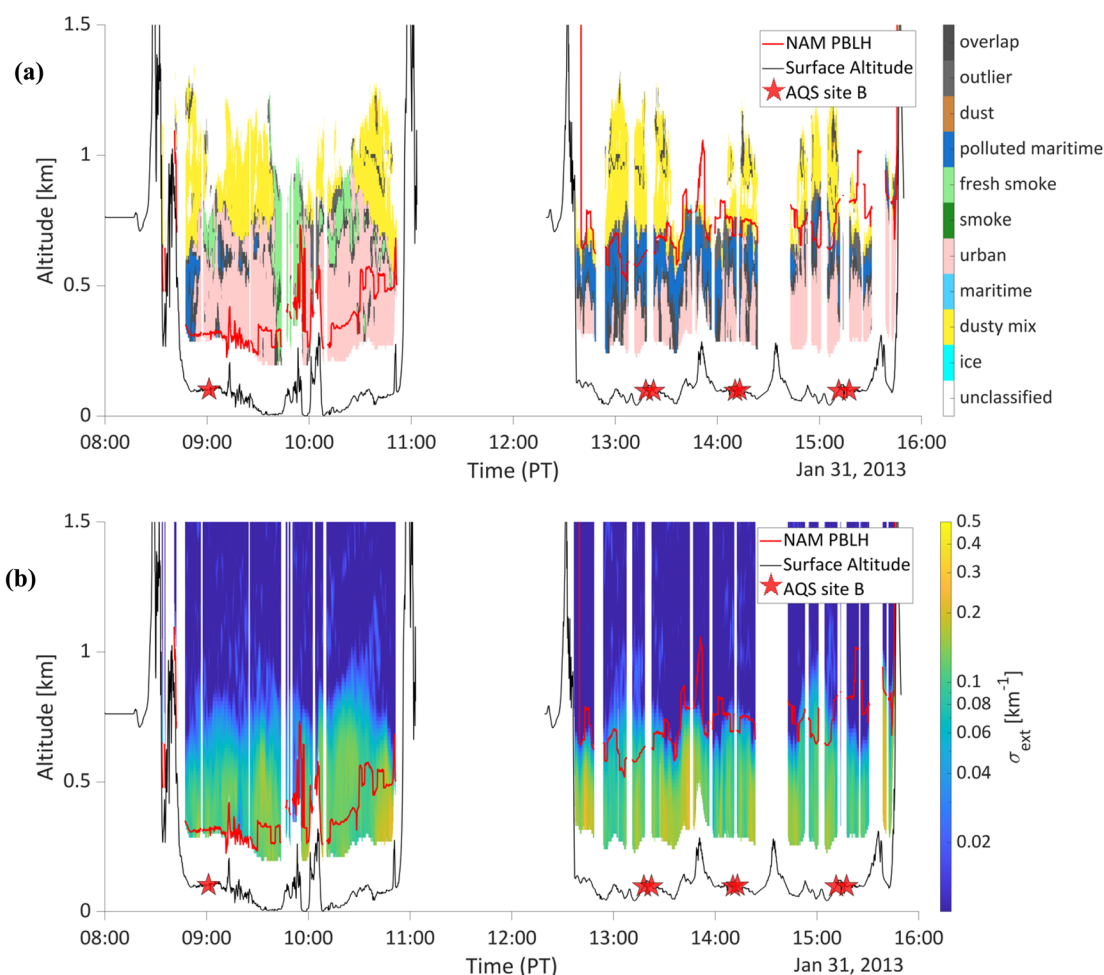 (a)
1.5
1
0.5
0
Altitude [km]
NAM PBLH
Surface Altitude
AQS site B
overlap
outlier
dust
polluted maritime
fresh smoke
smoke
urban
maritime
dusty mix
ice
unclassified
08:00 09:00 10:00 11:00 12:00 13:00 14:00 15:00 16:00
Time (PT)
Jan 31, 2013
(b)
1.5
1
0.5
0
Altitude [km]
NAM PBLH
Surface Altitude
AQS site B
0.5
0.4
0.3
0.2
0.1
0.08
0.06
0.04
0.02
σext [km-1]
08:00 09:00 10:00 11:00 12:00 13:00 14:00 15:00 16:00
Time (PT)
Jan 31, 2013